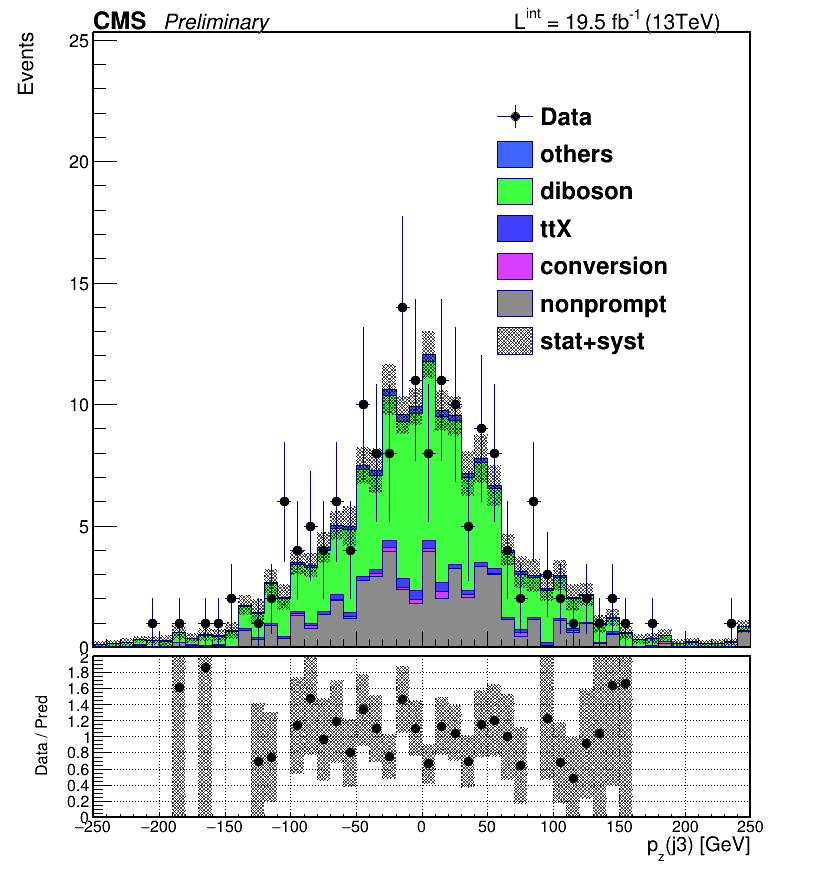 CMS Preliminary L^int = 19.5 fb^-1 (13TeV)
Events
25
20
15
10
5
0
Data
others
diboson
ttX
conversion
nonprompt
stat+syst
Data / Pred
2
1.8
1.6
1.4
1.2
1
0.8
0.6
0.4
0.2
0
−250 −200 −150 −100 −50 0 50 100 150 200 250
p_z(j3) [GeV]